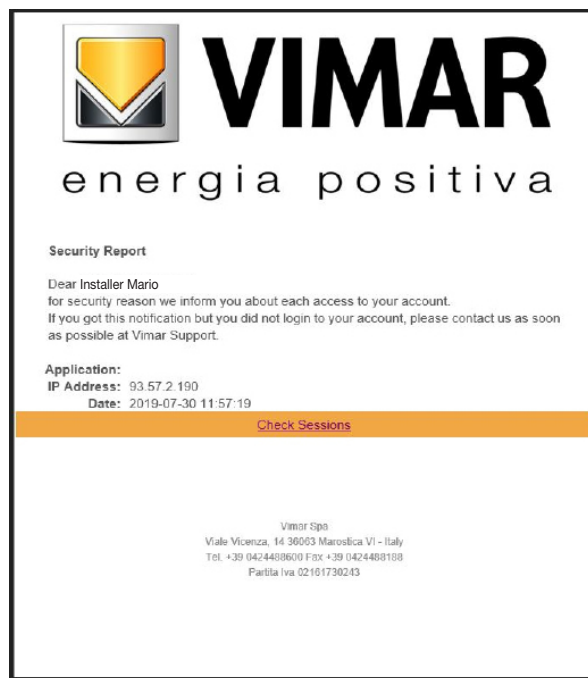 VIMAR
energia positiva
Security Report
Dear Installer Mario
for security reason we inform you about each access to your account.
If you got this notification but you did not login to your account, please contact us as soon
as possible at Vimar Support.
Application:
IP Address: 93.57.2.190
Date: 2019-07-30 11:57:19
Check Sessions
Vimar Spa
Viale Vicenza, 14 36063 Marostica VI - Italy
Tel. +39 0424488600 Fax +39 0424488188
Partita Iva 02161730243